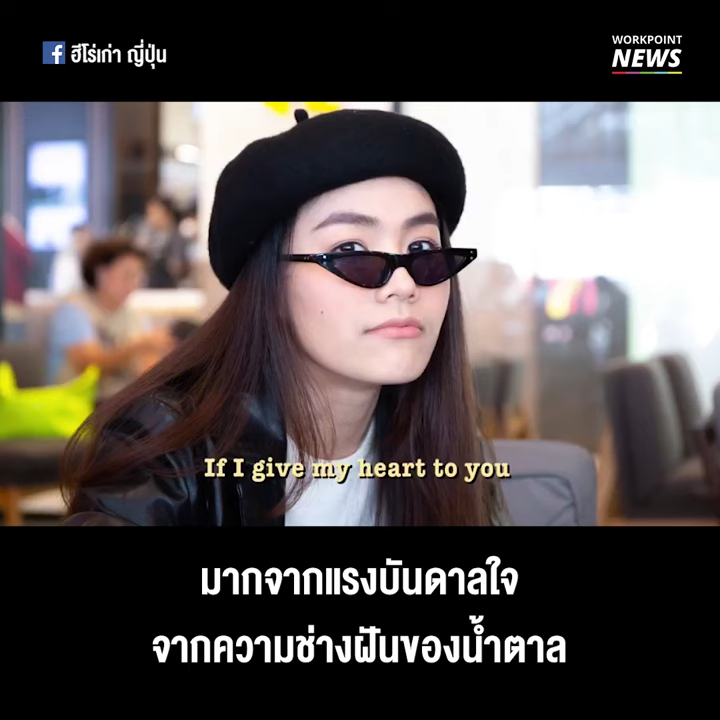 ฮีโร่เก่า ญี่ปุ่น
WORKPOINT
NEWS
If I give my heart to you
มากจากแรงบันดาลใจ
จากความช่างฝันของน้ำตาล